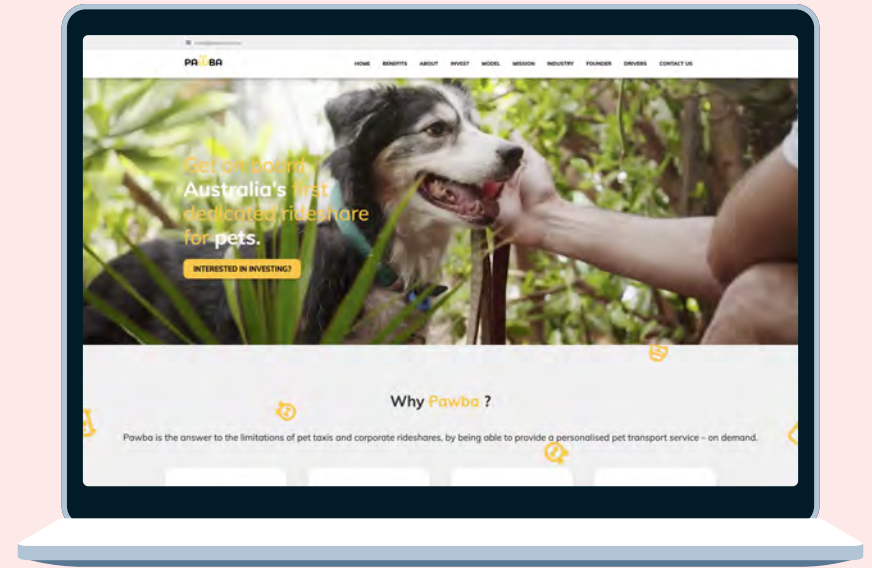 PAWBA
HOME BENEFITS ABOUT INVEST MODEL MISSION INDUSTRY FOUNDER DRIVERS CONTACT US
Get on board
Australia's first
dedicated rideshare
for pets.
INTERESTED IN INVESTING?
Why Pawba ?
Pawba is the answer to the limitations of pet taxis and corporate rideshares, by being able to provide a personalised pet transport service – on demand.